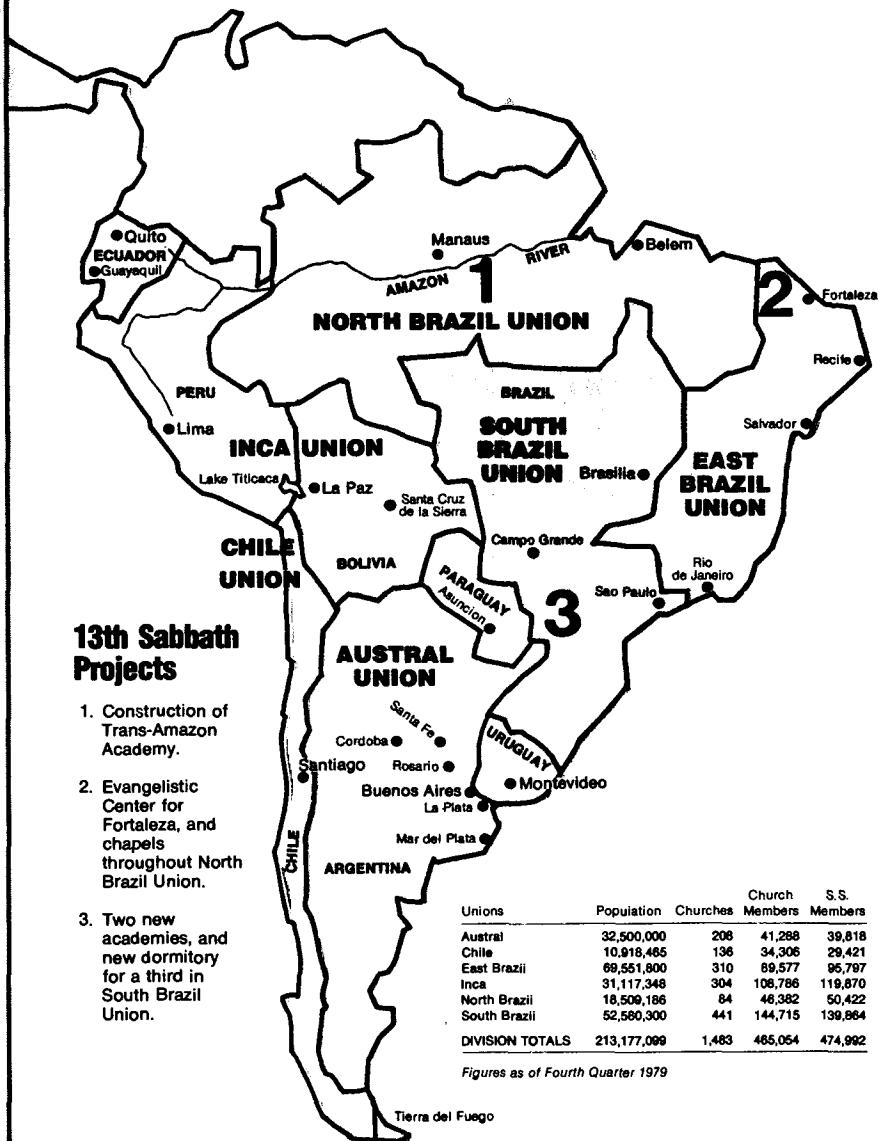 Quito
ECUADOR
Guayaquil
Manaus
AMAZON
RIVER
1
NORTH BRAZIL UNION
Belem
2
Fortaleza
Recife
PERU
Lima
INCA UNION
Lake Titicaca
La Paz
Santa Cruz
de la Sierra
BOLIVIA
BRAZIL
SOUTH
BRAZIL
UNION
Brasilia
Salvador
EAST
BRAZIL
UNION
CHILE
UNION
Campo Grande
PARAGUAY
Asuncion
3
Sao Paulo
Rio
de Janeiro
AUSTRAL
UNION
Santa Fe
Cordoba
Rosario
Santiago
Buenos Aires
La Plata
URUGUAY
Montevideo
Mar del Plata
CHILE
ARGENTINA
Tierra del Fuego
13th Sabbath
Projects
1. Construction of
Trans-Amazon
Academy.
2. Evangelistic
Center for
Fortaleza, and
chapels
throughout North
Brazil Union.
3. Two new
academies, and
new dormitory
for a third in
South Brazil
Union.
Unions Population Churches Church Members S.S. Members
Austral 32,500,000 208 41,288 39,618
Chile 10,918,465 136 34,306 29,421
East Brazil 69,551,800 310 89,577 95,797
Inca 31,117,348 304 108,786 119,870
North Brazil 18,509,186 84 46,382 50,422
South Brazil 52,580,300 441 144,715 139,864
DIVISION TOTALS 213,177,099 1,483 465,054 474,992
Figures as of Fourth Quarter 1979